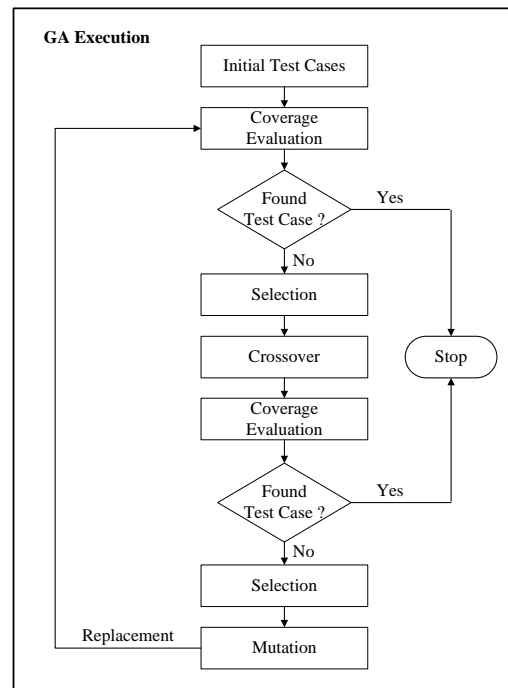 GA Execution
Initial Test Cases
Coverage
Evaluation
Found
Test Case ?
Yes
No
Selection
Crossover
Stop
Coverage
Evaluation
Found
Test Case ?
Yes
No
Selection
Replacement
Mutation